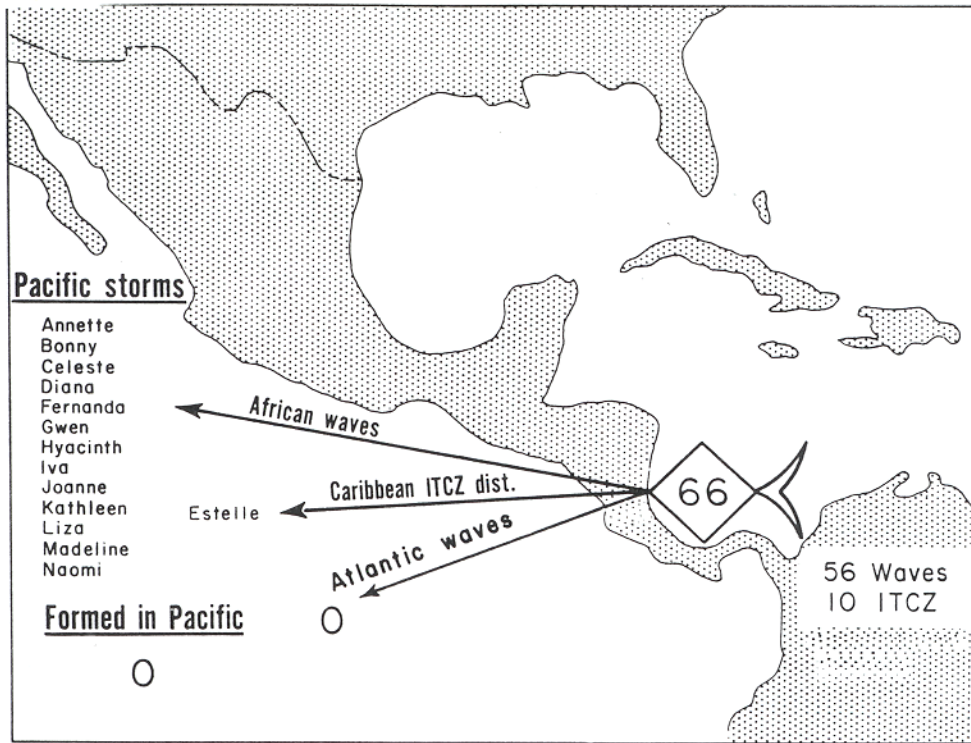 Pacific storms
Annette
Bonny
Celeste
Diana
Fernanda
Gwen
Hyacinth
Iva
Joanne
Kathleen
Liza
Madeline
Naomi
African waves
Caribbean ITCZ dist.
Estelle
Atlantic waves
66
56 Waves
10 ITCZ
Formed in Pacific
0
0